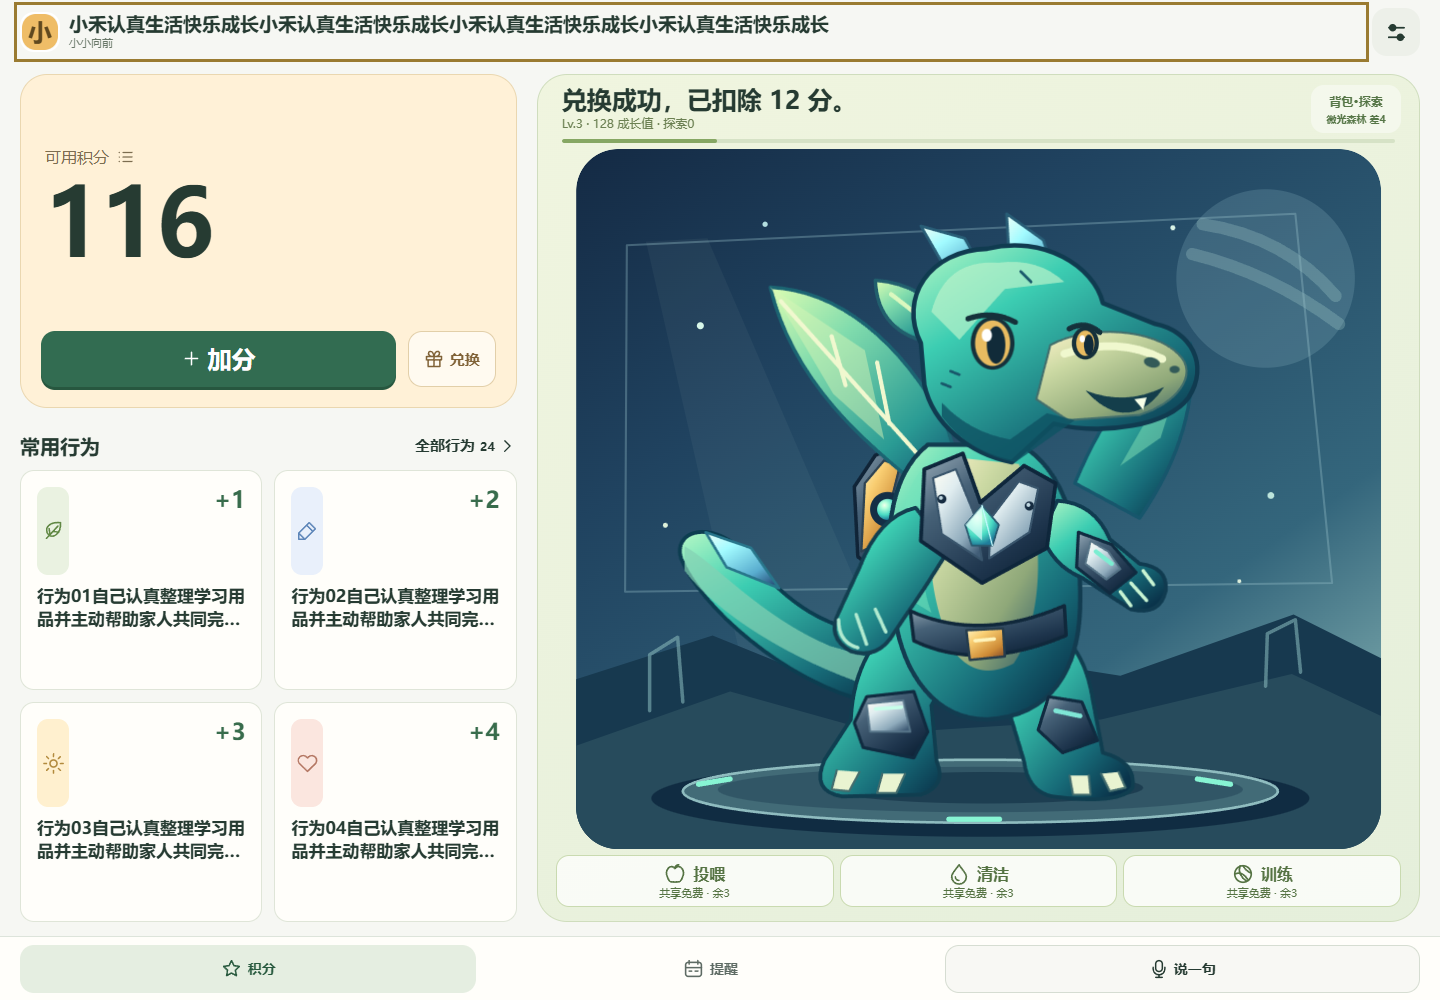 小
小禾认真生活快乐成长小禾认真生活快乐成长小禾认真生活快乐成长小禾认真生活快乐成长
小小向前
可用积分
116
+ 加分
兑换
常用行为
全部行为 24
+1
行为01自己认真整理学习用
品并主动帮助家人共同完...
+2
行为02自己认真整理学习用
品并主动帮助家人共同完...
+3
行为03自己认真整理学习用
品并主动帮助家人共同完...
+4
行为04自己认真整理学习用
品并主动帮助家人共同完...
兑换成功，已扣除 12 分。
Lv.3 · 128 成长值 · 探索0
背包•探索
微光森林 差4
投喂
共享免费 · 余3
清洁
共享免费 · 余3
训练
共享免费 · 余3
积分
提醒
说一句